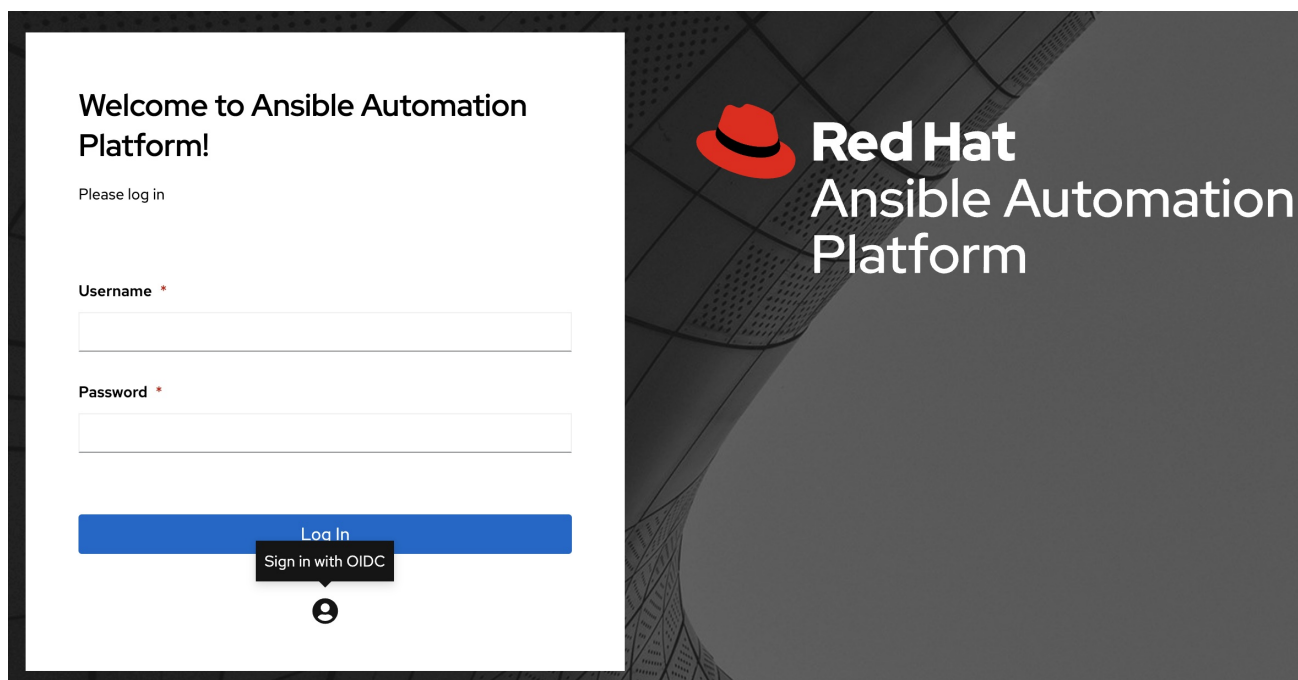 Welcome to Ansible Automation
Platform!
Please log in
Username *
Password *
Log In
Sign in with OIDC
Red Hat
Ansible Automation
Platform